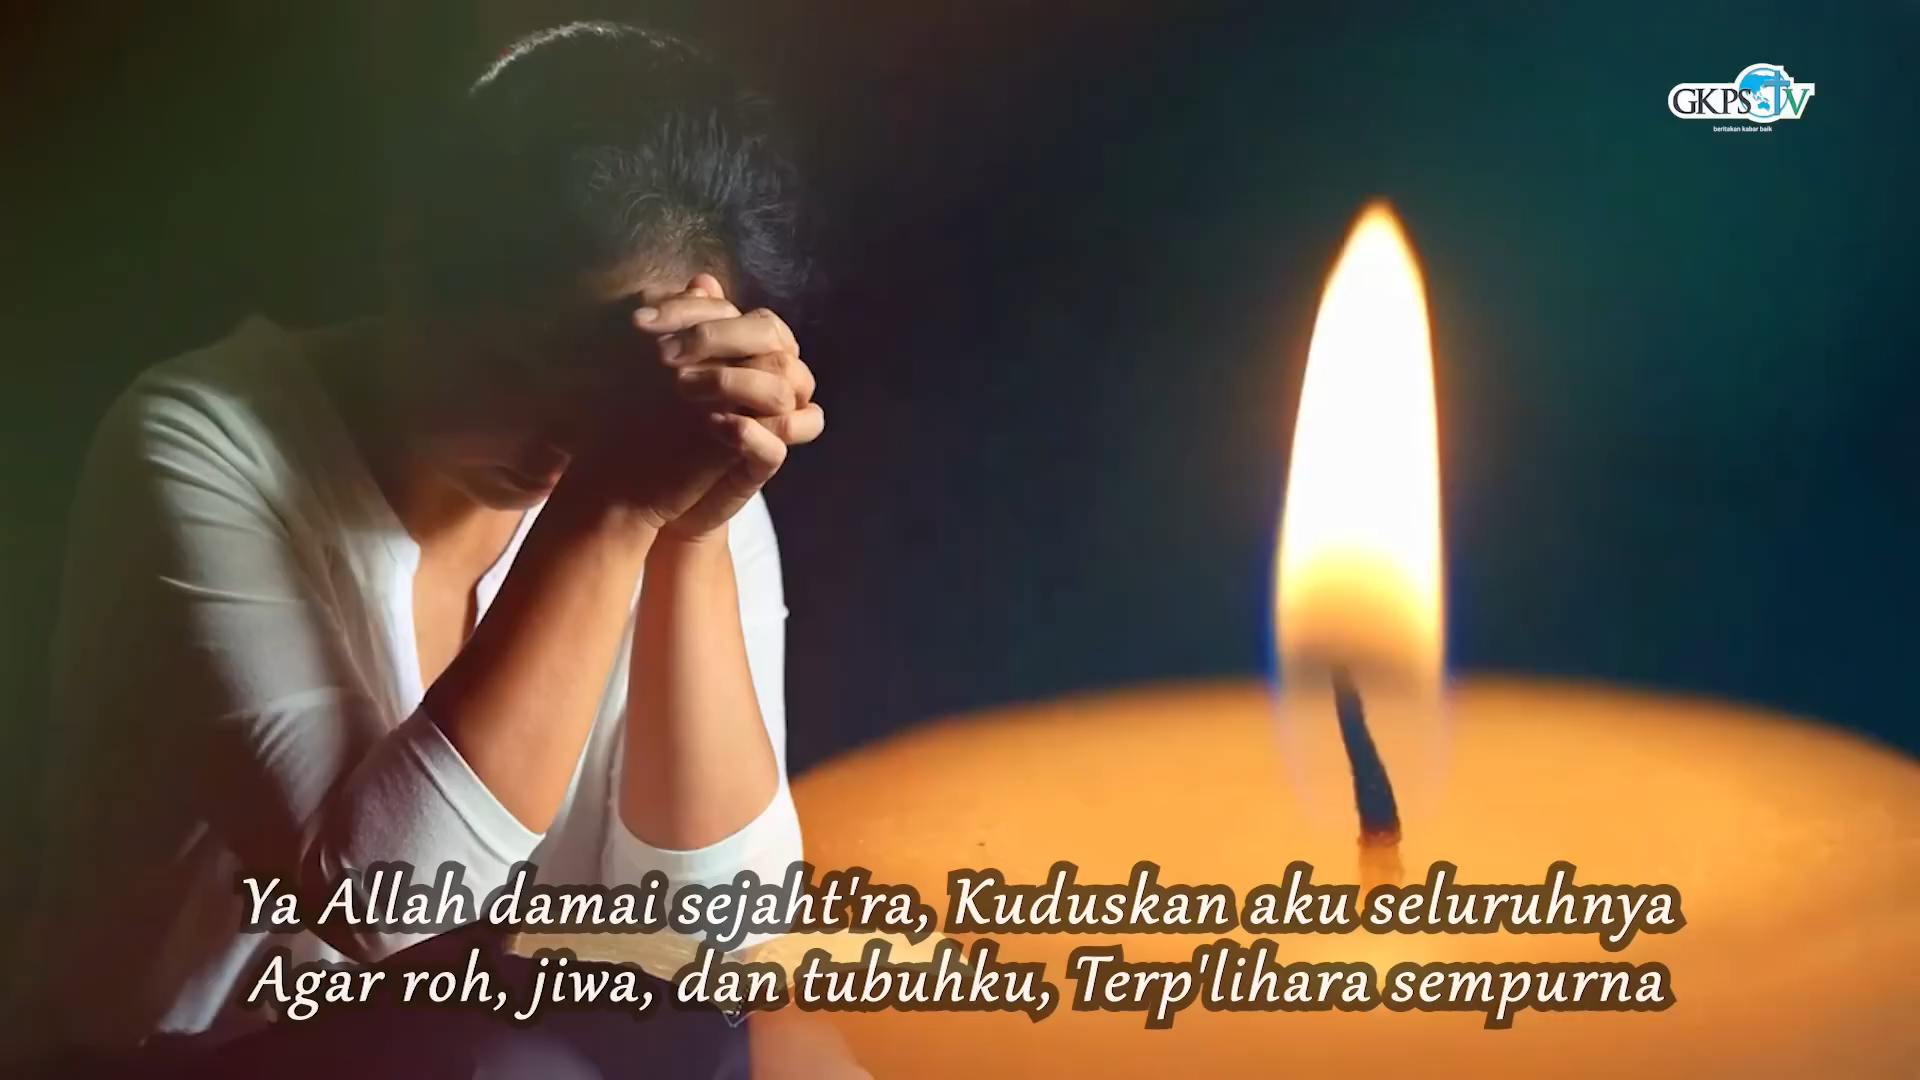 GKPS TV
beritakan kabar baik
Ya Allah damai sejaht'ra, Kuduskan aku seluruhnya
Agar roh, jiwa, dan tubuhku, Terp'lihara sempurna